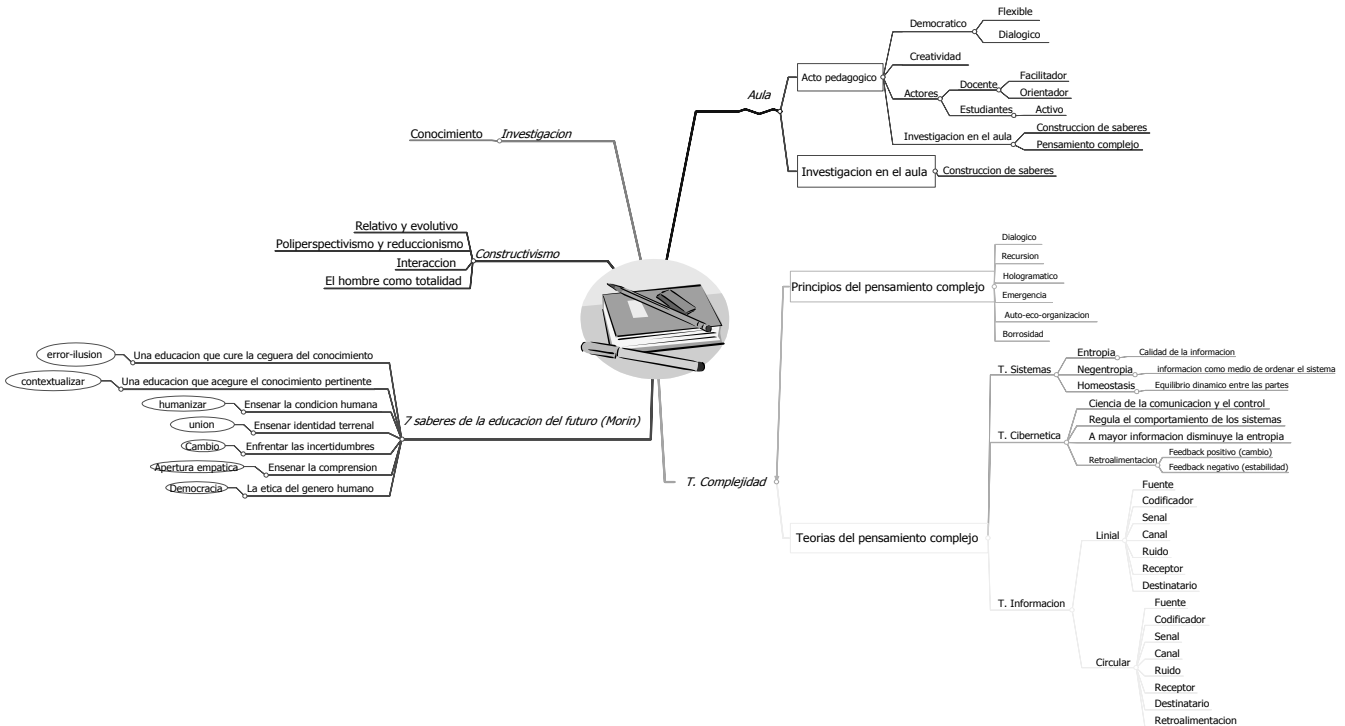 Aula
Acto pedagogico
Democratico
Flexible
Dialogico
Creatividad
Actores
Docente
Facilitador
Orientador
Estudiantes
Activo
Investigacion en el aula
Construccion de saberes
Pensamiento complejo
Investigacion en el aula
Construccion de saberes
Investigacion
Conocimiento
Constructivismo
Relativo y evolutivo
Poliperspectivismo y reduccionismo
Interaccion
El hombre como totalidad
7 saberes de la educacion del futuro (Morin)
Una educacion que cure la ceguera del conocimiento
error-ilusion
Una educacion que acegure el conocimiento pertinente
contextualizar
Ensenar la condicion humana
humanizar
Ensenar identidad terrenal
union
Enfrentar las incertidumbres
Cambio
Ensenar la comprension
Apertura empatica
La etica del genero humano
Democracia
T. Complejidad
Principios del pensamiento complejo
Dialogico
Recursion
Hologramatico
Emergencia
Auto-eco-organizacion
Borrosidad
Teorias del pensamiento complejo
T. Sistemas
Entropia
Calidad de la informacion
Negentropia
informacion como medio de ordenar el sistema
Homeostasis
Equilibrio dinamico entre las partes
T. Cibernetica
Ciencia de la comunicacion y el control
Regula el comportamiento de los sistemas
A mayor informacion disminuye la entropia
Retroalimentacion
Feedback positivo (cambio)
Feedback negativo (estabilidad)
T. Informacion
Linial
Fuente
Codificador
Senal
Canal
Ruido
Receptor
Destinatario
Circular
Fuente
Codificador
Senal
Canal
Ruido
Receptor
Destinatario
Retroalimentacion